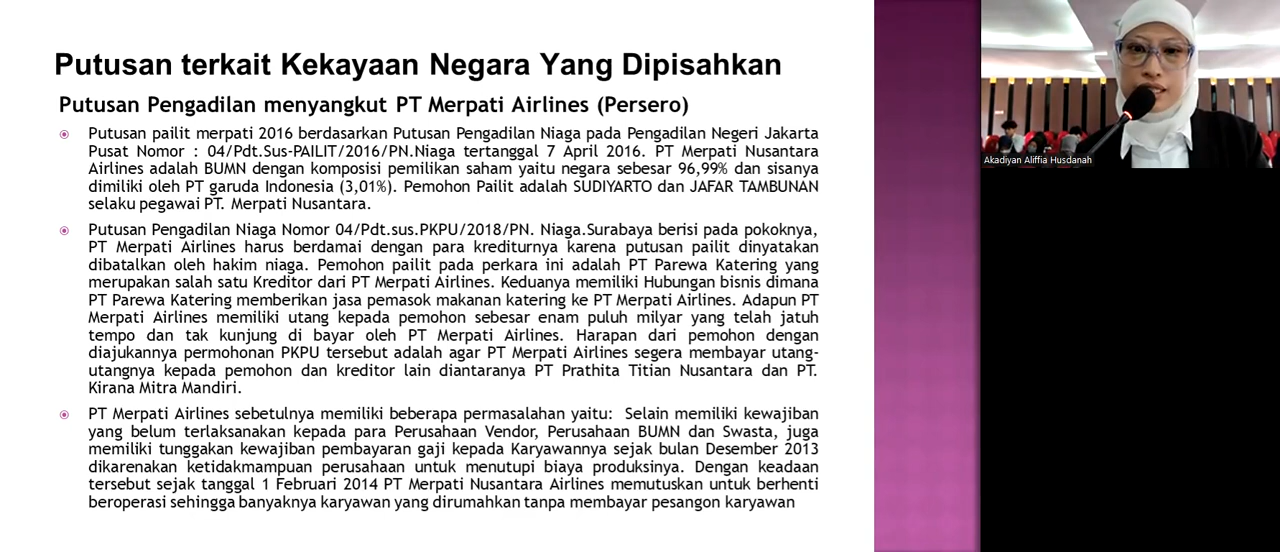 Putusan terkait Kekayaan Negara Yang Dipisahkan
Putusan Pengadilan menyangkut PT Merpati Airlines (Persero)
Putusan pailit merpati 2016 berdasarkan Putusan Pengadilan Niaga pada Pengadilan Negeri Jakarta
Pusat Nomor : 04/Pdt.Sus-PAILIT/2016/PN.Niaga tertanggal 7 April 2016. PT Merpati Nusantara
Airlines adalah BUMN dengan komposisi pemilikan saham yaitu negara sebesar 96,99% dan sisanya
dimiliki oleh PT garuda Indonesia (3,01%). Pemohon Pailit adalah SUDIYARTO dan JAFAR TAMBUNAN
selaku pegawai PT. Merpati Nusantara.
Putusan Pengadilan Niaga Nomor 04/Pdt.sus.PKPU/2018/PN. Niaga.Surabaya berisi pada pokoknya,
PT Merpati Airlines harus berdamai dengan para krediturnya karena putusan pailit dinyatakan
dibatalkan oleh hakim niaga. Pemohon pailit pada perkara ini adalah PT Parewa Katering yang
merupakan salah satu Kreditor dari PT Merpati Airlines. Keduanya memiliki Hubungan bisnis dimana
PT Parewa Katering memberikan jasa pemasok makanan katering ke PT Merpati Airlines. Adapun PT
Merpati Airlines memiliki utang kepada pemohon sebesar enam puluh milyar yang telah jatuh
tempo dan tak kunjung di bayar oleh PT Merpati Airlines. Harapan dari pemohon dengan
diajukannya permohonan PKPU tersebut adalah agar PT Merpati Airlines segera membayar utang-
utangnya kepada pemohon dan kreditor lain diantaranya PT Prathita Titian Nusantara dan PT.
Kirana Mitra Mandiri.
PT Merpati Airlines sebetulnya memiliki beberapa permasalahan yaitu: Selain memiliki kewajiban
yang belum terlaksanakan kepada para Perusahaan Vendor, Perusahaan BUMN dan Swasta, juga
memiliki tunggakan kewajiban pembayaran gaji kepada Karyawannya sejak bulan Desember 2013
dikarenakan ketidakmampuan perusahaan untuk menutupi biaya produksinya. Dengan keadaan
tersebut sejak tanggal 1 Februari 2014 PT Merpati Nusantara Airlines memutuskan untuk berhenti
beroperasi sehingga banyaknya karyawan yang dirumahkan tanpa membayar pesangon karyawan
Akadiyan Aliffia Husdanah